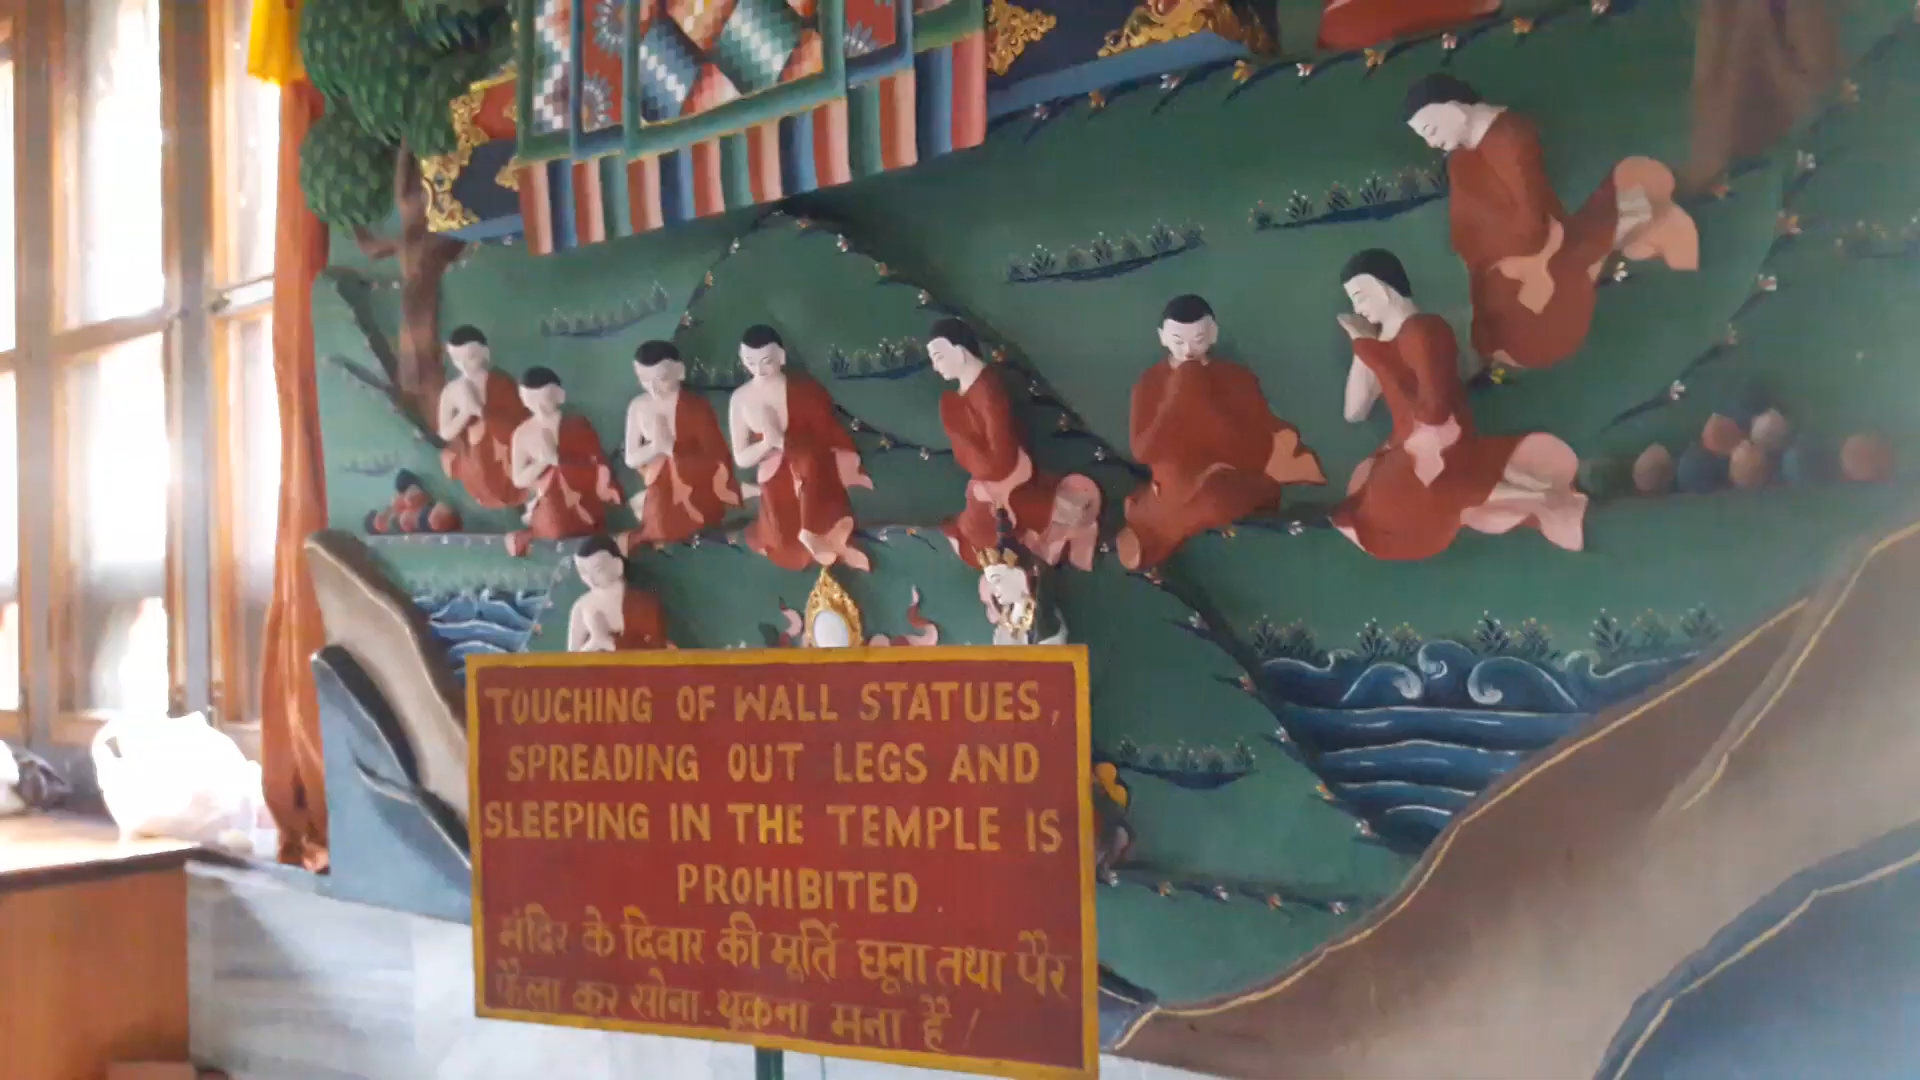 TOUCHING OF WALL STATUES,
SPREADING OUT LEGS AND
SLEEPING IN THE TEMPLE IS
PROHIBITED.
मंदिर के दिवार की मूर्ति छूना तथा पैर
फैला कर सोना-थुकना मना है/